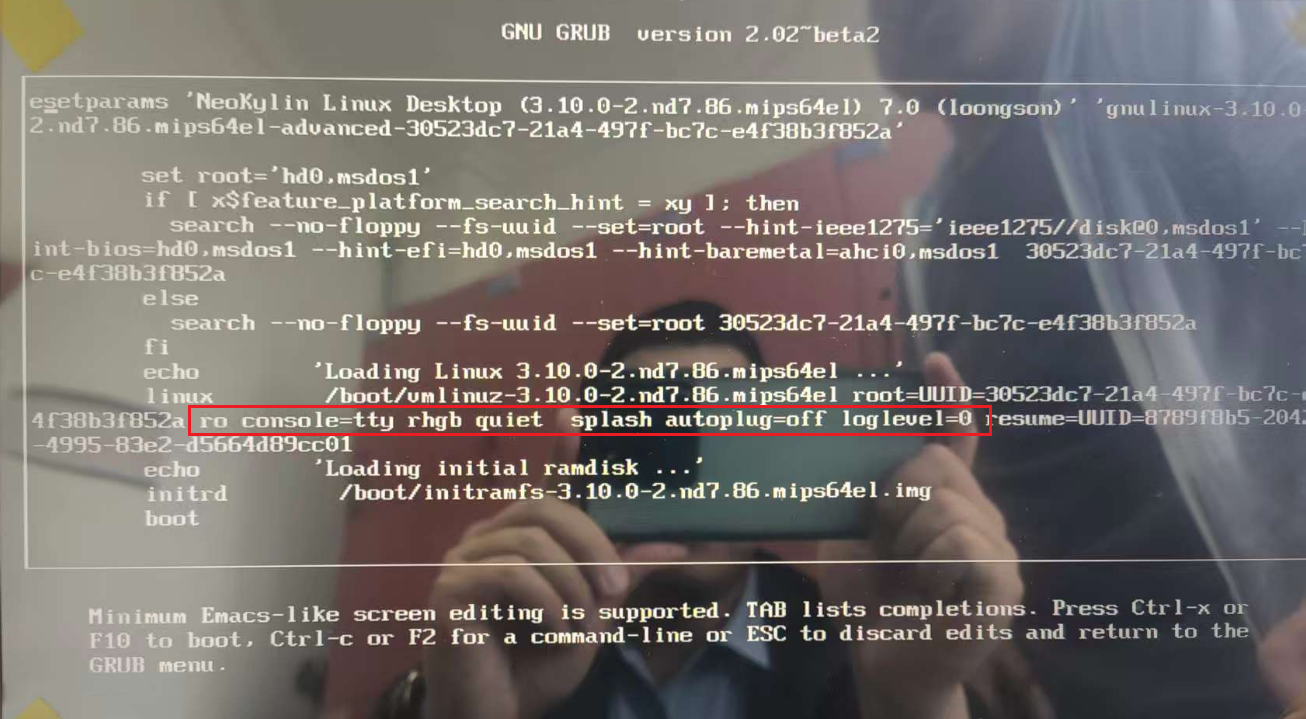 GNU GRUB version 2.02~beta2
esetparams 'NeoKylin Linux Desktop (3.10.0-2.nd7.86.mips64el) 7.0 (loongson)' 'gnulinux-3.10.0
2.nd7.86.mips64el-advanced-30523dc7-21a4-497f-bc7c-e4f38b3f852a'
set root='hd0,msdos1'
if [ x$feature_platform_search_hint = xy ]; then
search --no-floppy --fs-uuid --set=root --hint-ieee1275='ieee1275//disk@0,msdos1' --
int-bios=hd0,msdos1 --hint-efi=hd0,msdos1 --hint-baremetal=ahci0,msdos1 30523dc7-21a4-497f-bc7
c-e4f38b3f852a
else
search --no-floppy --fs-uuid --set=root 30523dc7-21a4-497f-bc7c-e4f38b3f852a
fi
echo 'Loading Linux 3.10.0-2.nd7.86.mips64el ...'
linux /boot/vmlinuz-3.10.0-2.nd7.86.mips64el root=UUID=30523dc7-21a4-497f-bc7c-
4f38b3f852a ro console=tty rhgb quiet splash autoplug=off loglevel=0 resume=UUID=8789f8b5-204
-4995-83e2-d5664d89cc01
echo 'Loading initial ramdisk ...'
initrd /boot/initramfs-3.10.0-2.nd7.86.mips64el.img
boot
Minimum Emacs-like screen editing is supported. TAB lists completions. Press Ctrl-x or
F10 to boot, Ctrl-c or F2 for a command-line or ESC to discard edits and return to the
GRUB menu.